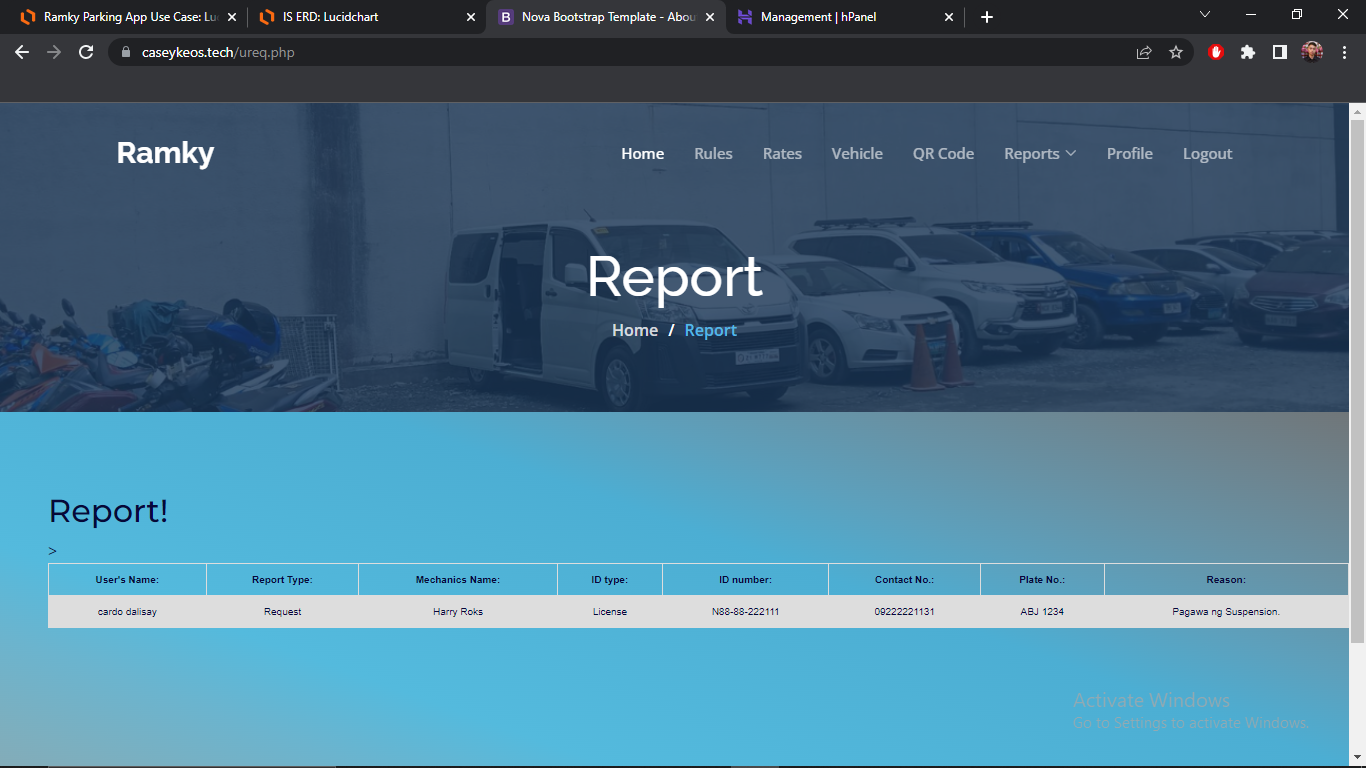 Ramky Parking App Use Case: Lu
IS ERD: Lucidchart
Nova Bootstrap Template - Abou
Management | hPanel
caseykeos.tech/ureq.php
Ramky
Home Rules Rates Vehicle QR Code Reports Profile Logout
Report
Home / Report
Report!
>
User's Name: Report Type: Mechanics Name: ID type: ID number: Contact No.: Plate No.: Reason:
cardo dalisay Request Harry Roks License N88-88-222111 09222221131 ABJ 1234 Pagawa ng Suspension.
Activate Windows
Go to Settings to activate Windows.